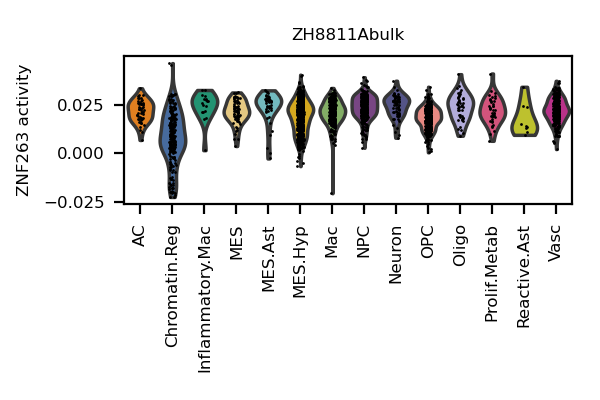 ZH8811Abulk
ZNF263 activity
0.025
0.000
−0.025
AC
Chromatin.Reg
Inflammatory.Mac
MES
MES.Ast
MES.Hyp
Mac
NPC
Neuron
OPC
Oligo
Prolif.Metab
Reactive.Ast
Vasc